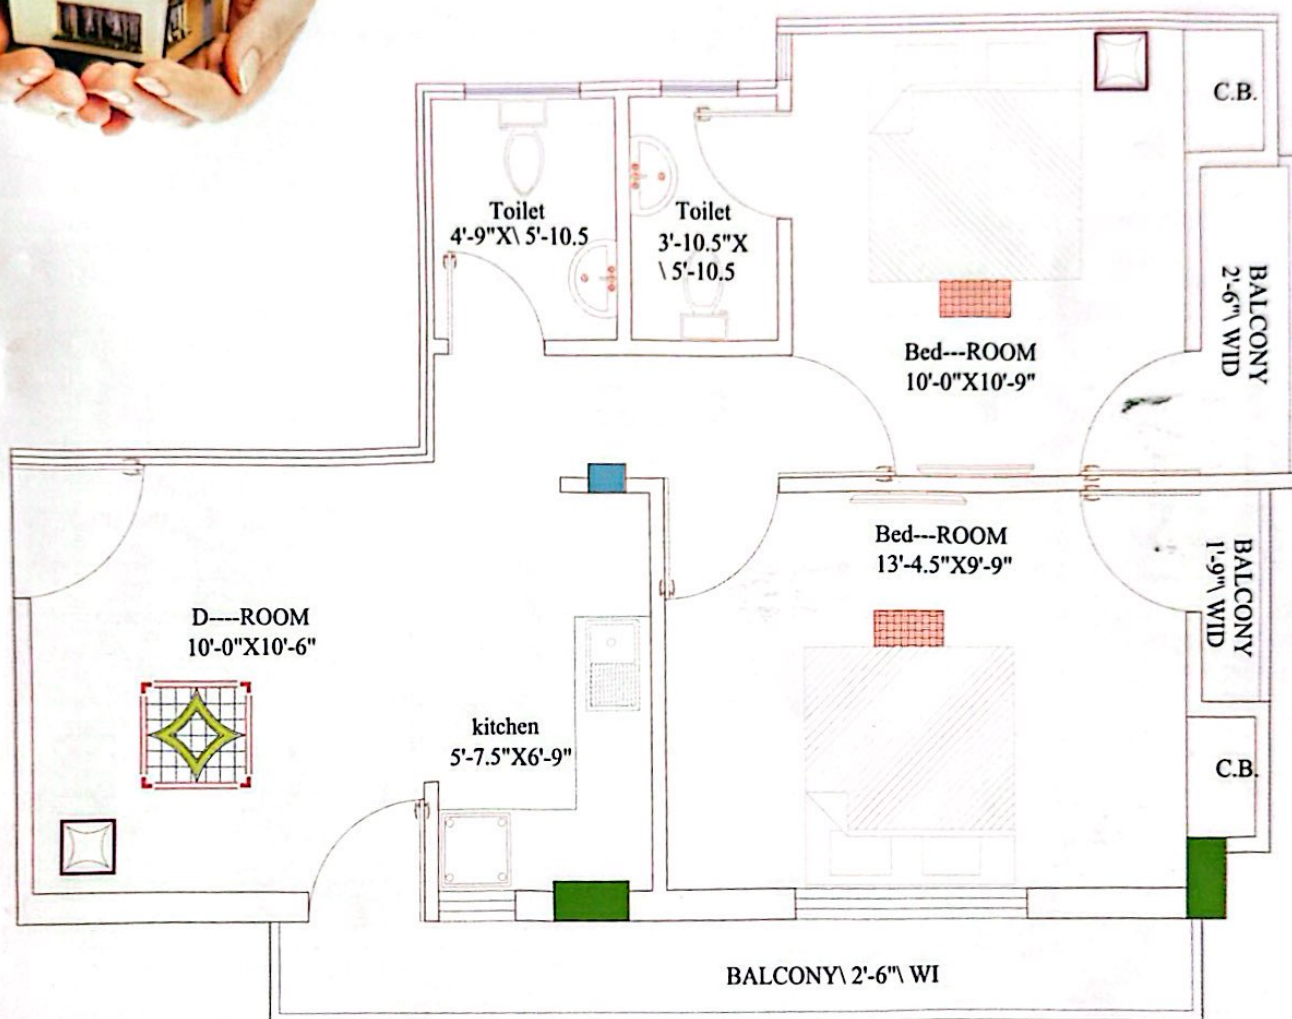 C.B.
Toilet
4'-9"X\ 5'-10.5
Toilet
3'-10.5"X
\ 5'-10.5
BALCONY
2'-6"\ WID
Bed---ROOM
10'-0"X10'-9"
Bed---ROOM
13'-4.5"X9'-9"
BALCONY
1'-9"\ WID
D----ROOM
10'-0"X10'-6"
kitchen
5'-7.5"X6'-9"
C.B.
BALCONY\ 2'-6"\ WI